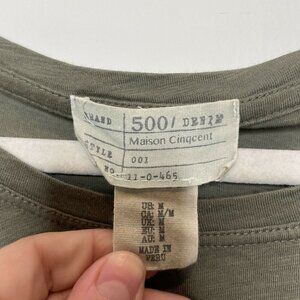 BRAND 500/DENIM
Maison Cinqcent
STYLE 001
NO. 11-0-465
US: M
CA: M/M
UK: M
EU: M
AU: M
MADE IN
PERU